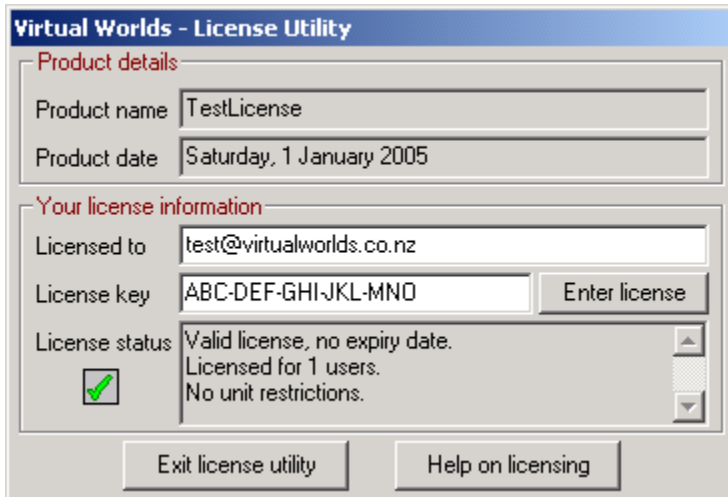 Virtual Worlds - License Utility
Product details
Product name TestLicense
Product date Saturday, 1 January 2005
Your license information
Licensed to test@virtualworlds.co.nz
License key ABC-DEF-GHI-JKL-MNO Enter license
License status Valid license, no expiry date.
Licensed for 1 users.
No unit restrictions.
Exit license utility Help on licensing